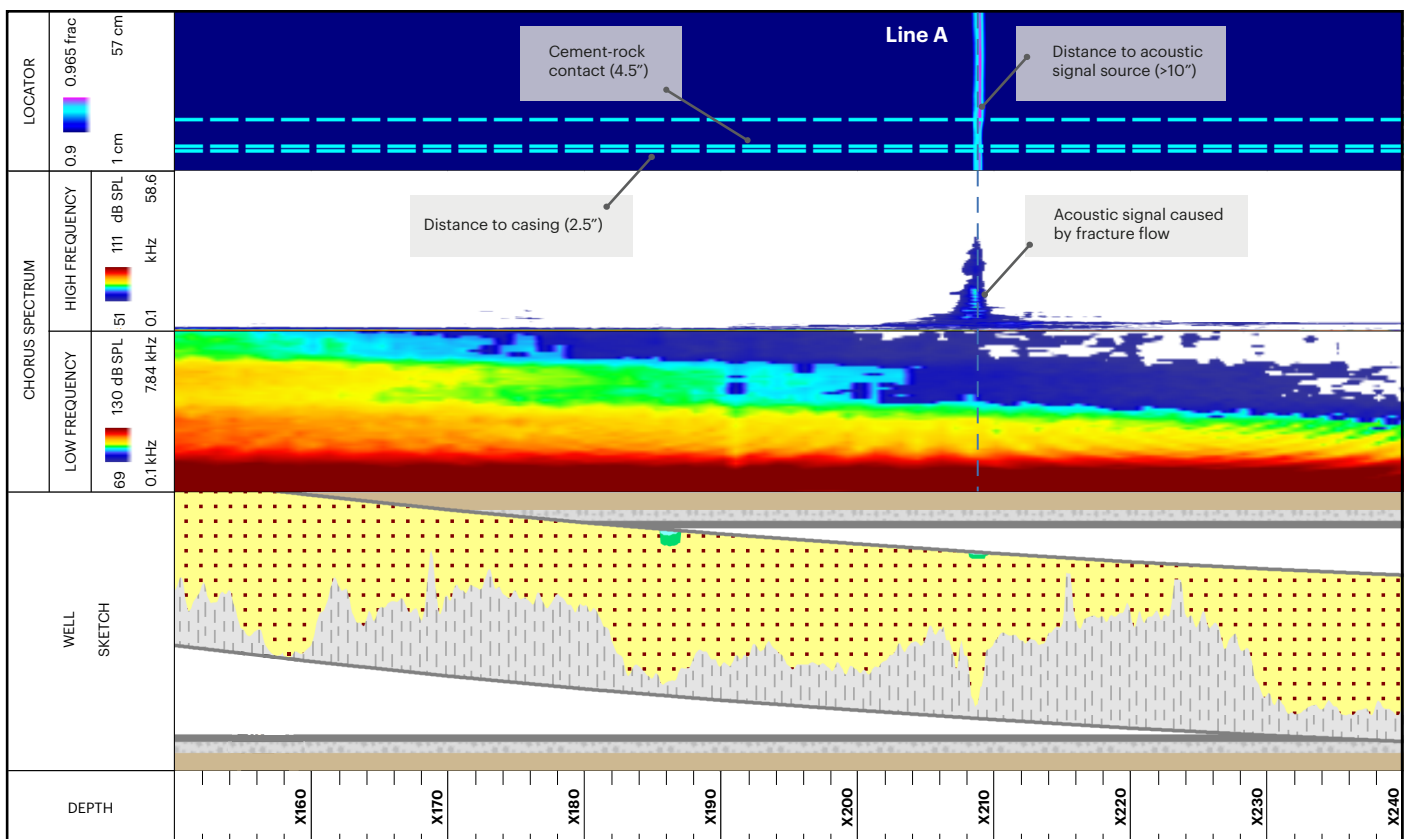 LOCATOR
0.9
0.965 frac
1 cm
57 cm
Cement-rock
contact (4.5”)
Line A
Distance to acoustic
signal source (>10”)
CHORUS SPECTRUM
HIGH FREQUENCY
51
111
dB SPL
0.1
kHz
58.6
Distance to casing (2.5”)
Acoustic signal caused
by fracture flow
LOW FREQUENCY
69
130 dB SPL
0.1 kHz
7.84 kHz
WELL
SKETCH
DEPTH
X160
X170
X180
X190
X200
X210
X220
X230
X240